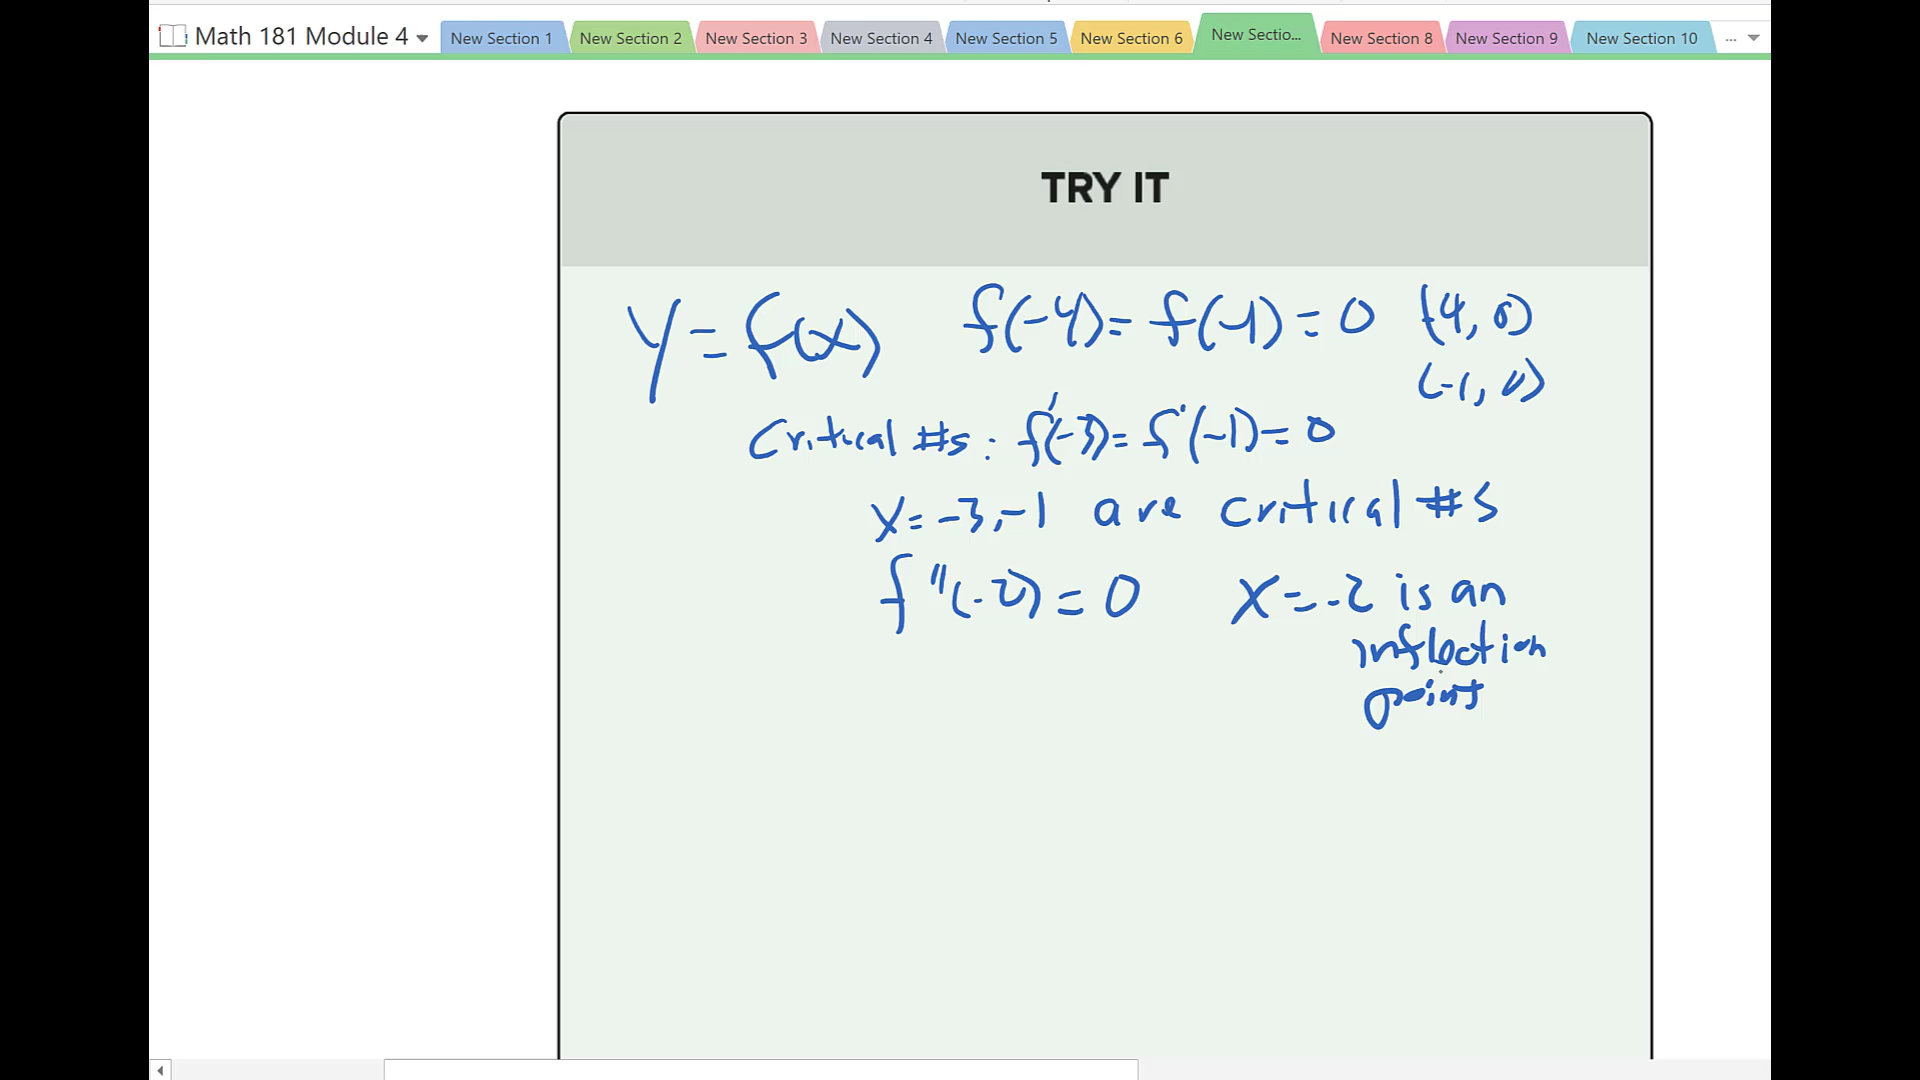 Math 181 Module 4 New Section 1 New Section 2 New Section 3 New Section 4 New Section 5 New Section 6 New Sectio... New Section 8 New Section 9 New Section 10 ...
TRY IT
y = f(x) f(-4) = f(-1) = 0 (-4, 0)
(-1, 0)
Critical #s: f'(-3) = f'(-1) = 0
x = -3, -1 are critical #s
f''(-2) = 0 x = -2 is an
inflection
point